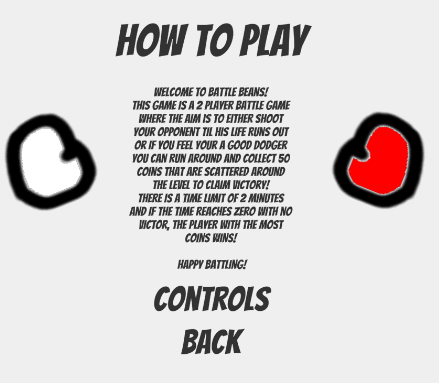 HOW TO PLAY
WELCOME TO BATTLE BEANS!
THIS GAME IS A 2 PLAYER BATTLE GAME
WHERE THE AIM IS TO EITHER SHOOT
YOUR OPPONENT TIL HIS LIFE RUNS OUT
OR IF YOU FEEL YOUR A GOOD DODGER
YOU CAN RUN AROUND AND COLLECT 50
COINS THAT ARE SCATTERED AROUND
THE LEVEL TO CLAIM VICTORY!
THERE IS A TIME LIMIT OF 2 MINUTES
AND IF THE TIME REACHES ZERO WITH NO
VICTOR, THE PLAYER WITH THE MOST
COINS WINS!
HAPPY BATTLING!
CONTROLS
BACK